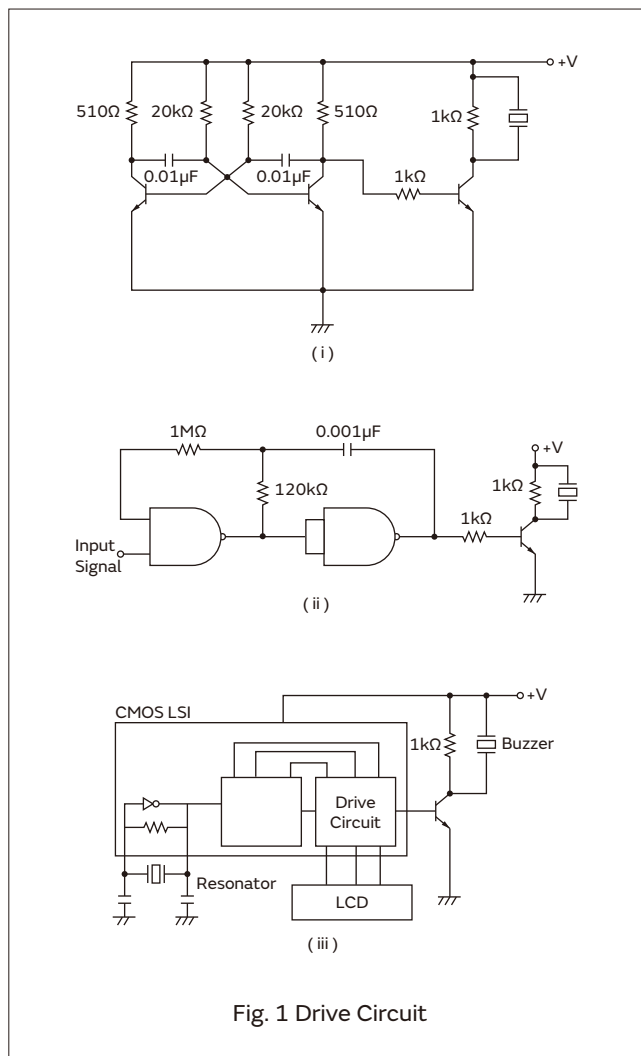 +V
510Ω 20kΩ 20kΩ 510Ω 1kΩ
0.01µF 0.01µF 1kΩ
( i )
1MΩ 0.001µF
+V
120kΩ 1kΩ 1kΩ
Input
Signal
( ii )
+V
CMOS LSI
1kΩ Buzzer
Drive
Circuit
Resonator
LCD
( iii )
Fig. 1 Drive Circuit